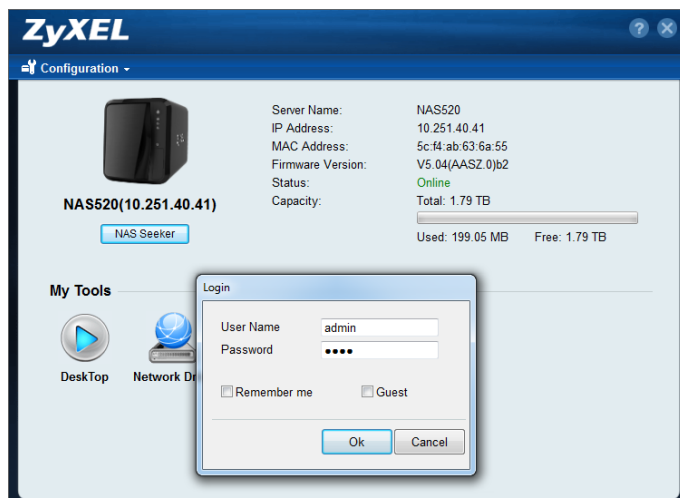 ZyXEL
Configuration
Server Name: NAS520
IP Address: 10.251.40.41
MAC Address: 5c:f4:ab:63:6a:55
Firmware Version: V5.04(AASZ.0)b2
Status: Online
Capacity: Total: 1.79 TB
NAS520(10.251.40.41)
NAS Seeker
Used: 199.05 MB Free: 1.79 TB
My Tools
Login
User Name admin
Password ••••
Remember me Guest
Ok Cancel
DeskTop Network Dr